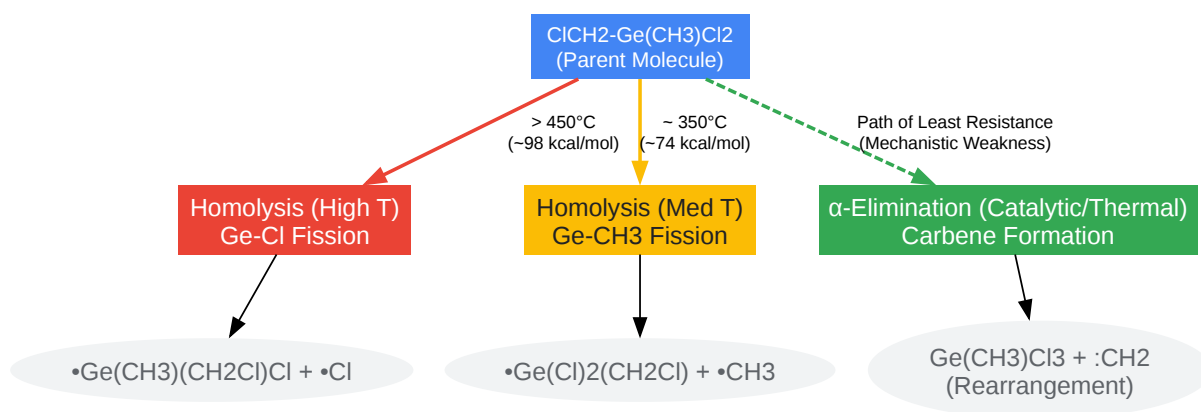 ClCH2-Ge(CH3)Cl2
(Parent Molecule)
> 450°C
(~98 kcal/mol)
~ 350°C
(~74 kcal/mol)
Path of Least Resistance
(Mechanistic Weakness)
Homolysis (High T)
Ge-Cl Fission
Homolysis (Med T)
Ge-CH3 Fission
α-Elimination (Catalytic/Thermal)
Carbene Formation
•Ge(CH3)(CH2Cl)Cl + •Cl
•Ge(Cl)2(CH2Cl) + •CH3
Ge(CH3)Cl3 + :CH2
(Rearrangement)